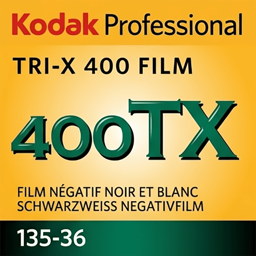 Kodak Professional
TRI-X 400 FILM
400TX
FILM NÉGATIF NOIR ET BLANC
SCHWARZWEISS NEGATIVFILM
135-36